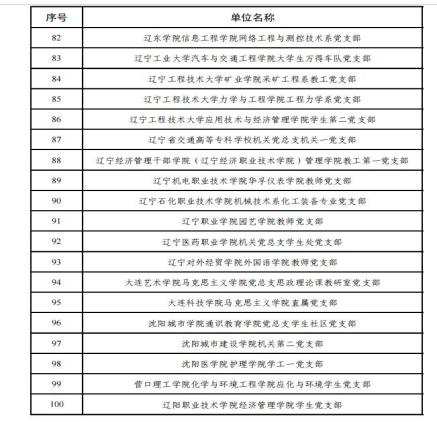 序号 单位名称
82 辽东学院信息工程学院网络工程与测控技术系党支部
83 辽宁工业大学汽车与交通工程学院大学生万得车队党支部
84 辽宁工程技术大学矿业学院采矿工程系教工党支部
85 辽宁工程技术大学力学与工程学院工程力学系党支部
86 辽宁工程技术大学应用技术与经济管理学院学生第二党支部
87 辽宁省交通高等专科学校机关党总支机关一党支部
88 辽宁经济管理干部学院（辽宁经济职业技术学院）管理学院教工第一党支部
89 辽宁机电职业技术学院华孚仪表学院教师党支部
90 辽宁石化职业技术学院机械技术系化工装备专业党支部
91 辽宁职业学院园艺学院教师党支部
92 辽宁医药职业学院机关党总支学生处党支部
93 辽宁对外经贸学院外国语学院教师党支部
94 大连艺术学院马克思主义学院党总支思政理论课教研室党支部
95 大连科技学院马克思主义学院直属党支部
96 沈阳城市学院通识教育学院党总支学生社区党支部
97 沈阳城市建设学院机关第二党支部
98 沈阳医学院护理学院学工一党支部
99 营口理工学院化学与环境工程学院应化与环境学生党支部
100 辽阳职业技术学院经济管理学院学生党支部